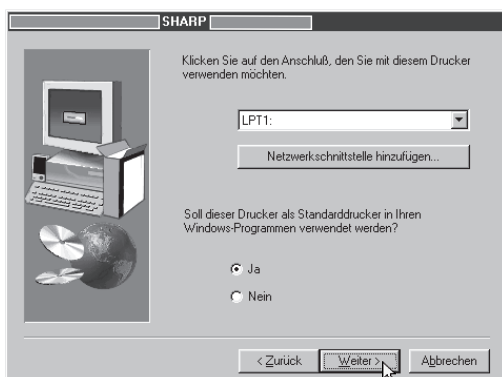 SHARP
Klicken Sie auf den Anschluß, den Sie mit diesem Drucker
verwenden möchten.
LPT1:
Netzwerkschnittstelle hinzufügen...
Soll dieser Drucker als Standarddrucker in Ihren
Windows-Programmen verwendet werden?
Ja
Nein
< Zurück
Weiter >
Abbrechen